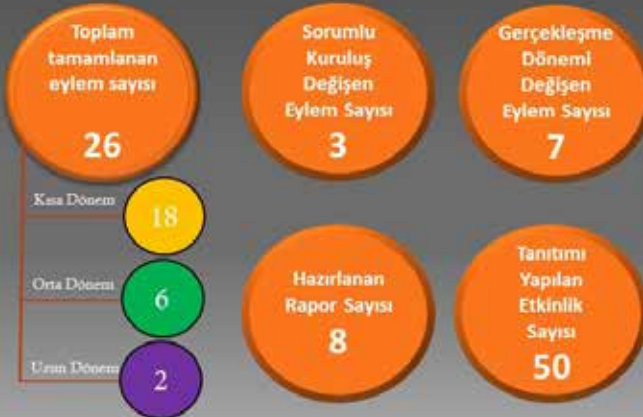 Toplam
tamamlanan
eylem sayısı
26
Kısa Dönem
18
Orta Dönem
6
Uzun Dönem
2
Sorumlu
Kuruluş
Değişen
Eylem Sayısı
3
Gerçekleşme
Dönemi
Değişen
Eylem Sayısı
7
Hazırlanan
Rapor Sayısı
8
Tanıtımı
Yapılan
Etkinlik
Sayısı
50